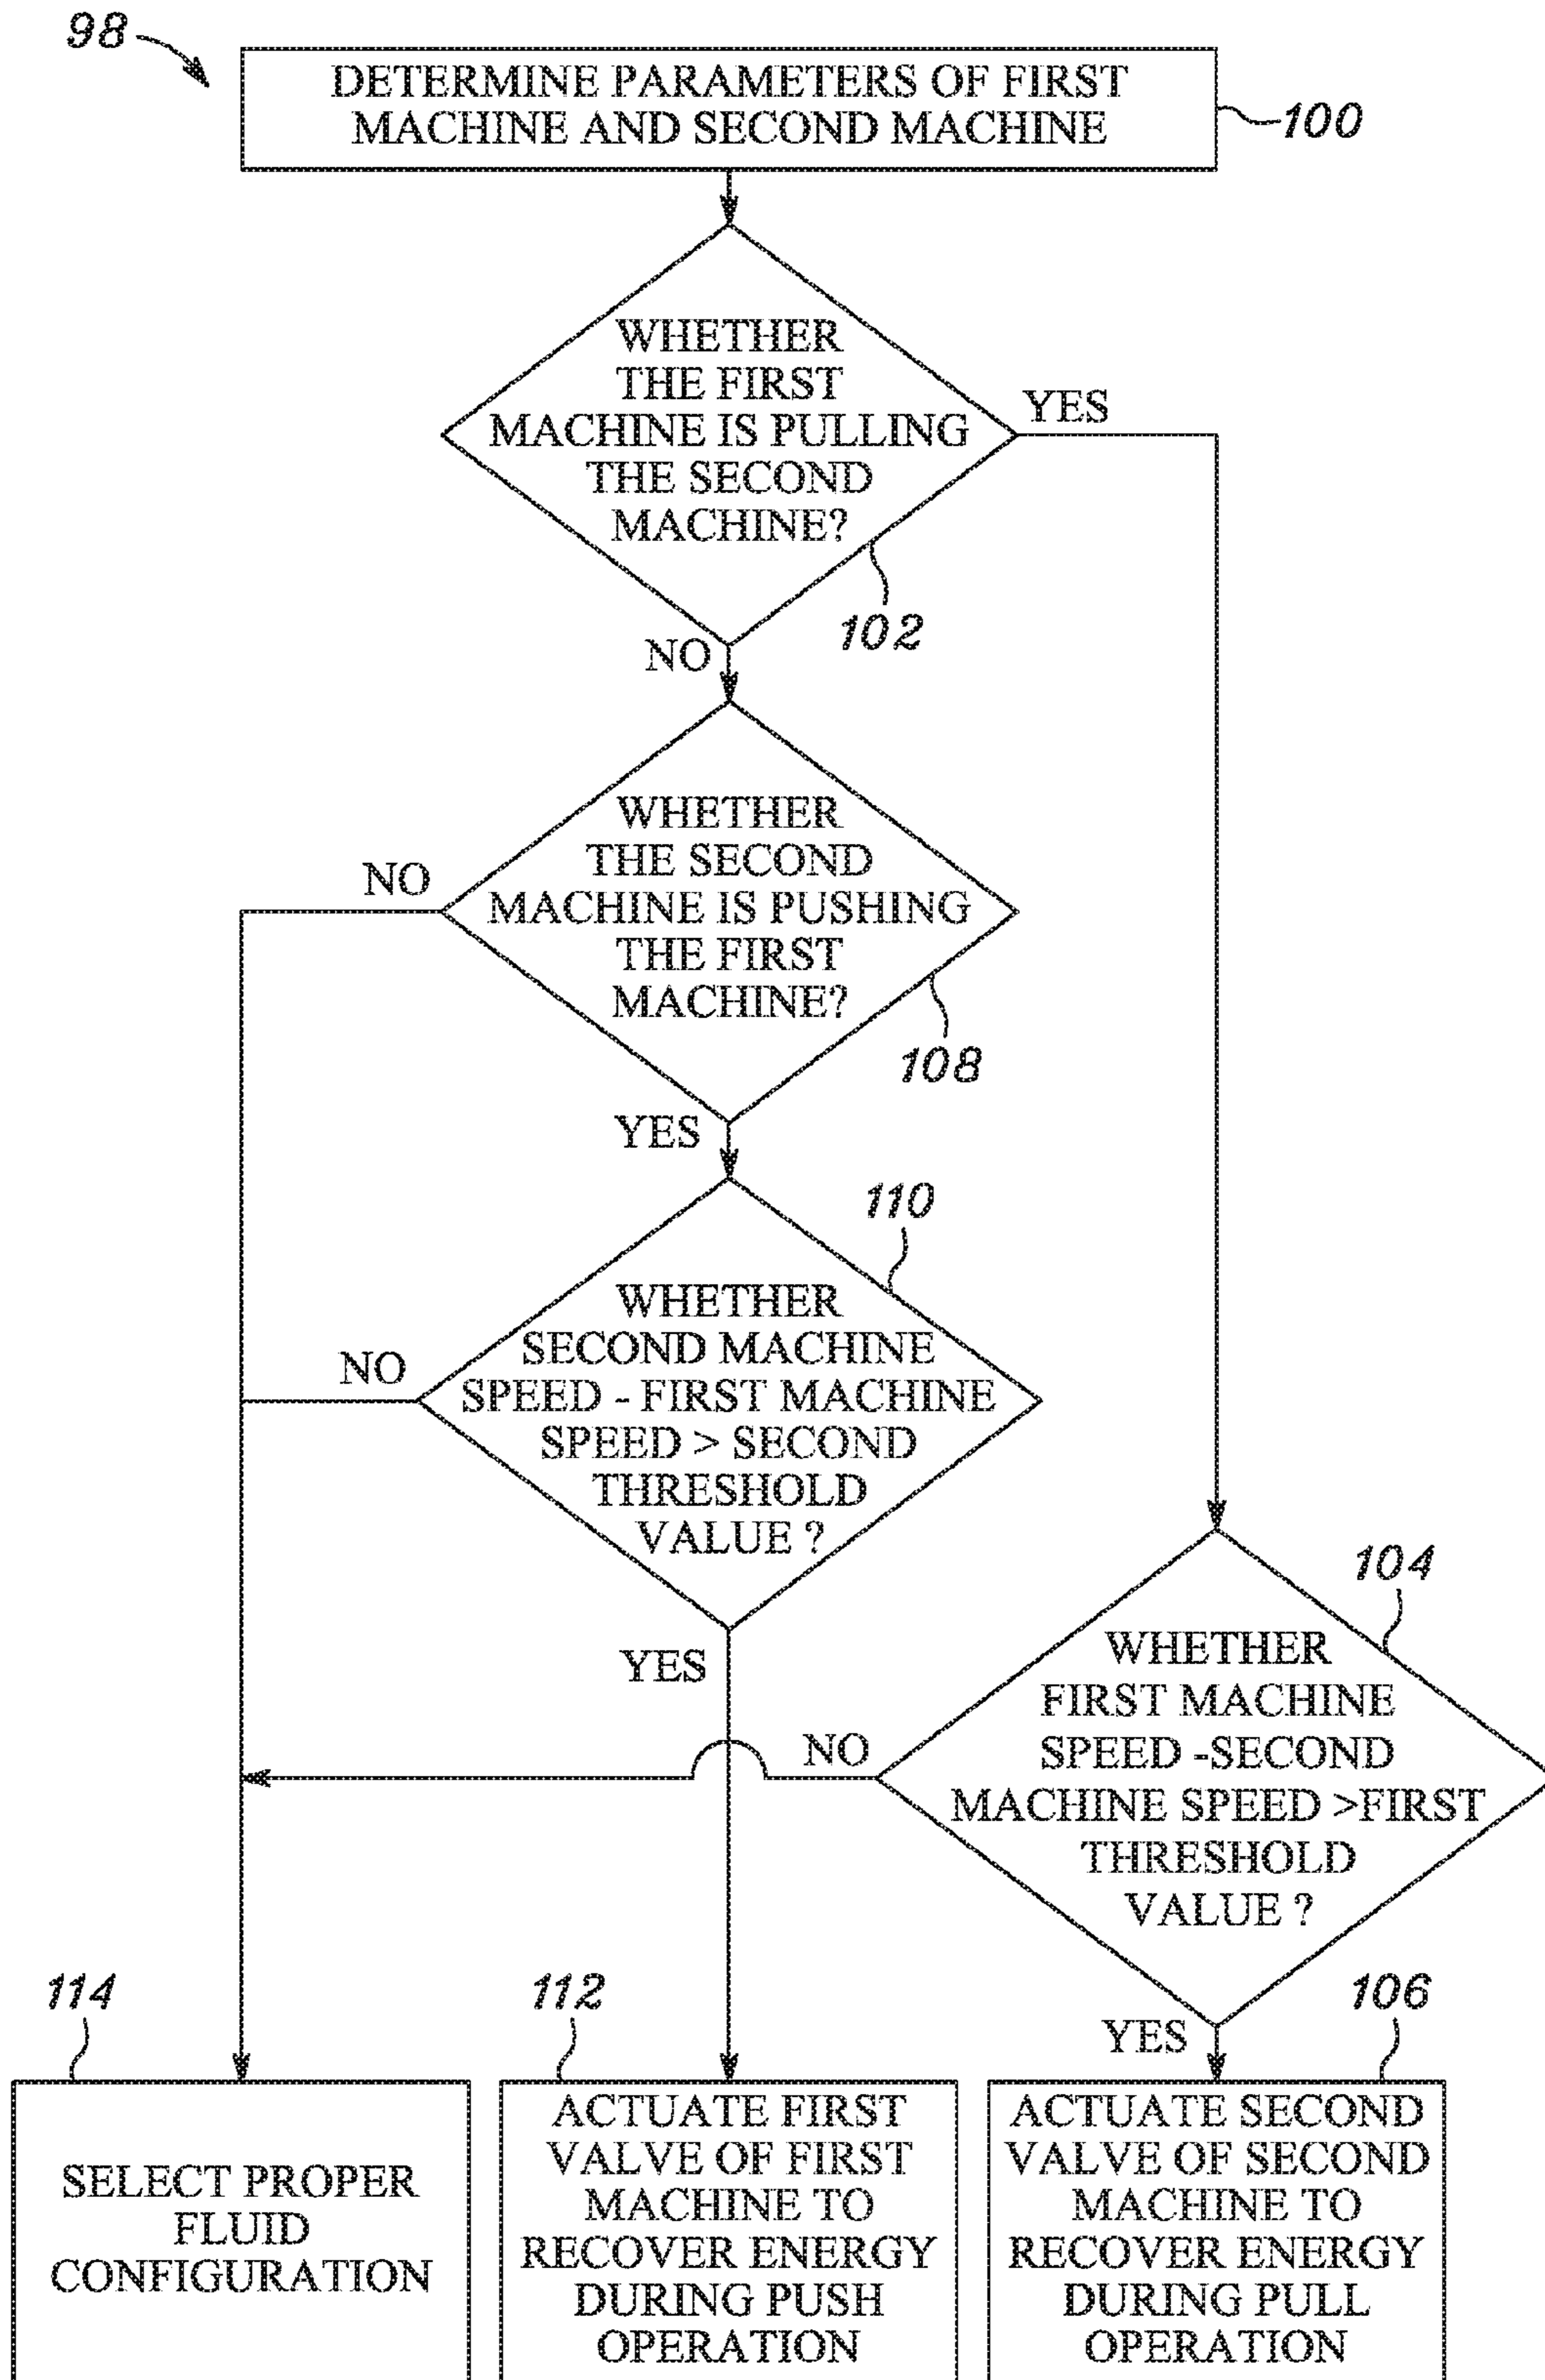 98
DETERMINE PARAMETERS OF FIRST
MACHINE AND SECOND MACHINE
100
WHETHER
THE FIRST
MACHINE IS PULLING
THE SECOND
MACHINE?
YES
102
NO
WHETHER
THE SECOND
MACHINE IS PUSHING
THE FIRST
MACHINE?
NO
108
YES
110
WHETHER
SECOND MACHINE
SPEED - FIRST MACHINE
SPEED > SECOND
THRESHOLD
VALUE ?
NO
YES
104
WHETHER
FIRST MACHINE
SPEED -SECOND
MACHINE SPEED >FIRST
THRESHOLD
VALUE ?
NO
YES
114
SELECT PROPER
FLUID
CONFIGURATION
112
ACTUATE FIRST
VALVE OF FIRST
MACHINE TO
RECOVER ENERGY
DURING PUSH
OPERATION
106
ACTUATE SECOND
VALVE OF SECOND
MACHINE TO
RECOVER ENERGY
DURING PULL
OPERATION